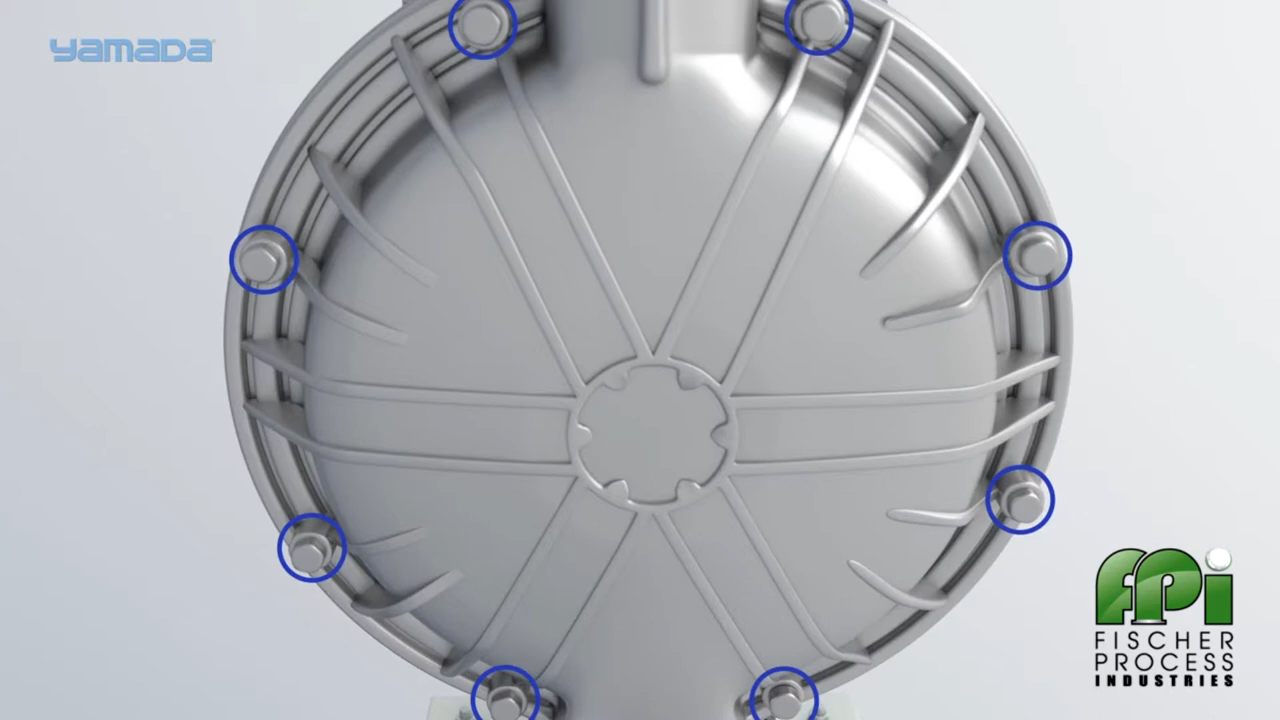 YAMADA
fpi
FISCHER
PROCESS
INDUSTRIES